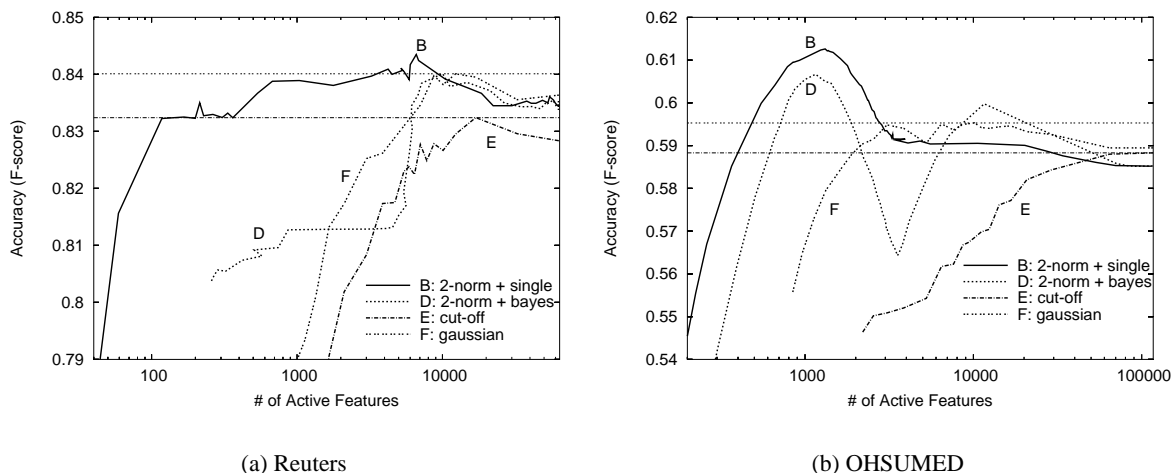 0.85
0.84
0.83
0.82
0.81
0.8
0.79
Accuracy (F-score)
100
1000
10000
# of Active Features
B
E
F
D
B: 2-norm + single
D: 2-norm + bayes
E: cut-off
F: gaussian
(a) Reuters
0.62
0.61
0.6
0.59
0.58
0.57
0.56
0.55
0.54
Accuracy (F-score)
1000
10000
100000
# of Active Features
B
D
F
E
B: 2-norm + single
D: 2-norm + bayes
E: cut-off
F: gaussian
(b) OHSUMED